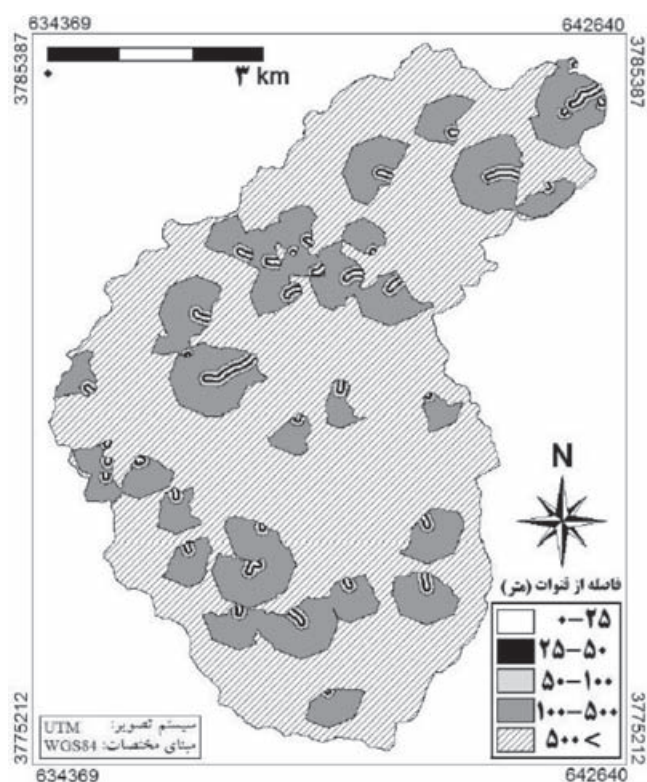 634369
642640
3785387
3785387
۳ km
N
فاصله از قنوات (متر)
۰-۲۵
۲۵-۵۰
۵۰-۱۰۰
۱۰۰-۵۰۰
۵۰۰>
سیستم تصویر: UTM
مبنای مختصات: WGS84
3775212
3775212
634369
642640